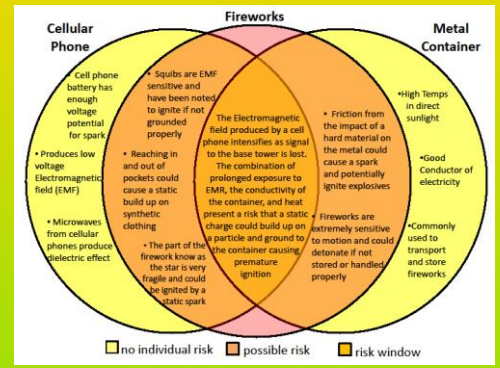 Fireworks
Cellular
Phone
Metal
Container
• Cell phone
battery has
enough
voltage
potential
for spark
• Produces low
voltage
Electromagnetic
field (EMF)
• Microwaves
from cellular
phones produce
dielectric effect
• Squibs are EMF
sensitive and
have been noted
to ignite if not
grounded
properly
• Reaching in
and out of
pockets could
cause a static
build up on
synthetic
clothing
• The part of the
firework know as
the star is very
fragile and could
be ignited by a
static spark
The Electromagnetic
field produced by a cell
phone intensifies as signal
to the base tower is lost.
The combination of
prolonged exposure to
EMR, the conductivity of
the container, and heat
present a risk that a static
charge could build up on
a particle and ground to
the container causing
premature
ignition
• Friction from
the impact of a
hard material on
the metal could
cause a spark
and potentially
ignite explosives
• Fireworks are
extremely sensitive
to motion and could
detonate if not
stored or handled
properly
•High Temps
in direct
sunlight
•Good
Conductor of
electricity
•Commonly
used to
transport
and store
fireworks
no individual risk
possible risk
risk window